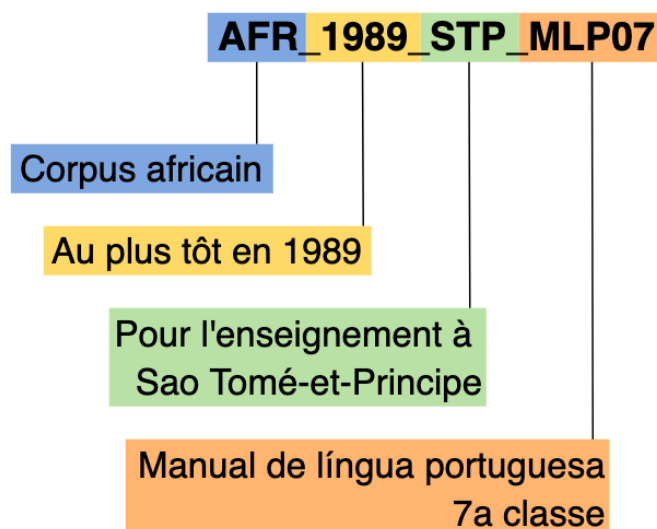 AFR_1989_STP_MLP07
Corpus africain
Au plus tôt en 1989
Pour l'enseignement à
Sao Tomé-et-Principe
Manual de língua portuguesa
7a classe